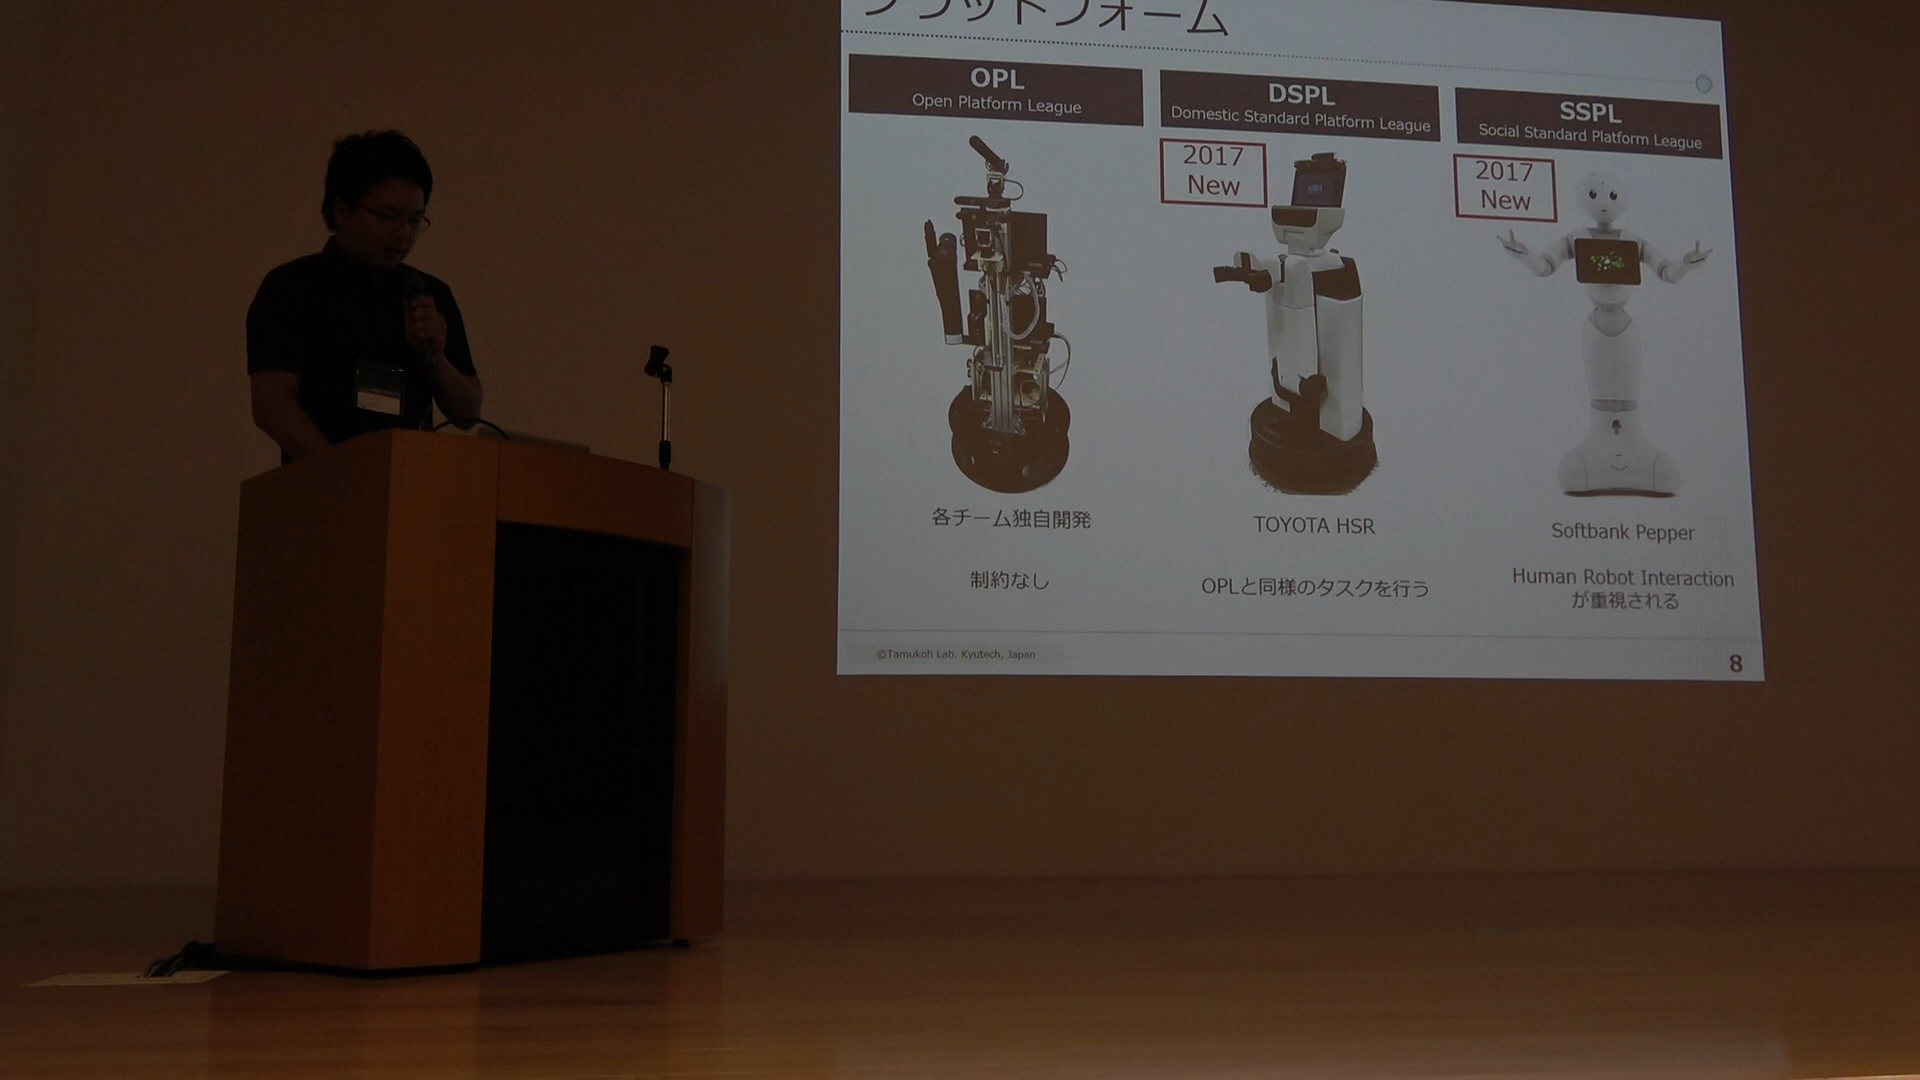 プラットフォーム
OPL
Open Platform League
DSPL
Domestic Standard Platform League
SSPL
Social Standard Platform League
2017
New
2017
New
HSR
各チーム独自開発
TOYOTA HSR
Softbank Pepper
制約なし
OPLと同様のタスクを行う
Human Robot Interaction
が重視される
©Tamukoh Lab. Kyutech, Japan
8